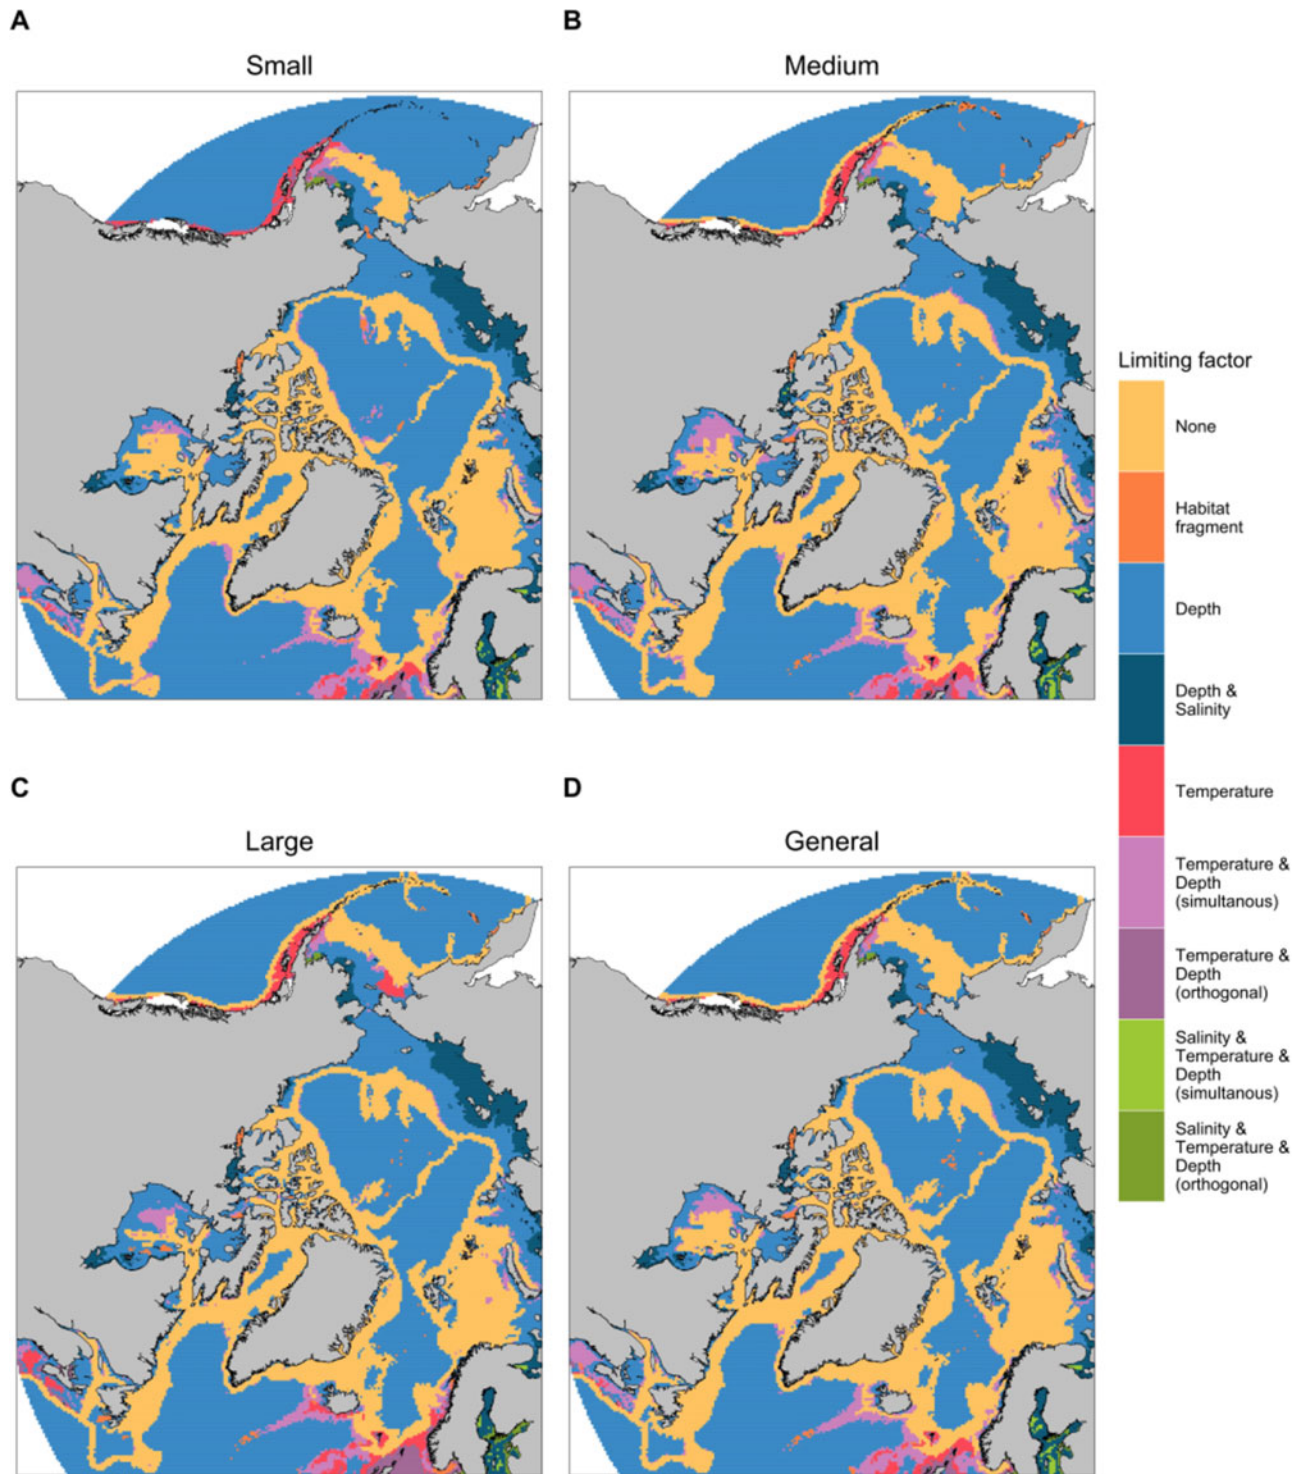 A
B
Small
Medium
Limiting factor
None
Habitat
fragment
Depth
Depth &
Salinity
Temperature
Temperature &
Depth
(simultanous)
Temperature &
Depth
(orthogonal)
Salinity &
Temperature &
Depth
(simultanous)
Salinity &
Temperature &
Depth
(orthogonal)
C
D
Large
General